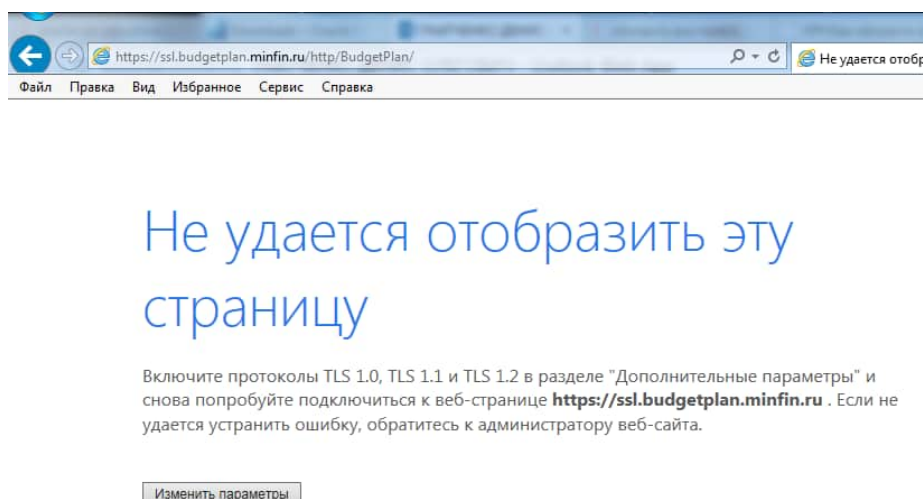 https://ssl.budgetplan.minfin.ru/http/BudgetPlan/
Не удается отобр
Файл Правка Вид Избранное Сервис Справка
Не удается отобразить эту
страницу
Включите протоколы TLS 1.0, TLS 1.1 и TLS 1.2 в разделе "Дополнительные параметры" и
снова попробуйте подключиться к веб-странице https://ssl.budgetplan.minfin.ru . Если не
удается устранить ошибку, обратитесь к администратору веб-сайта.
Изменить параметры